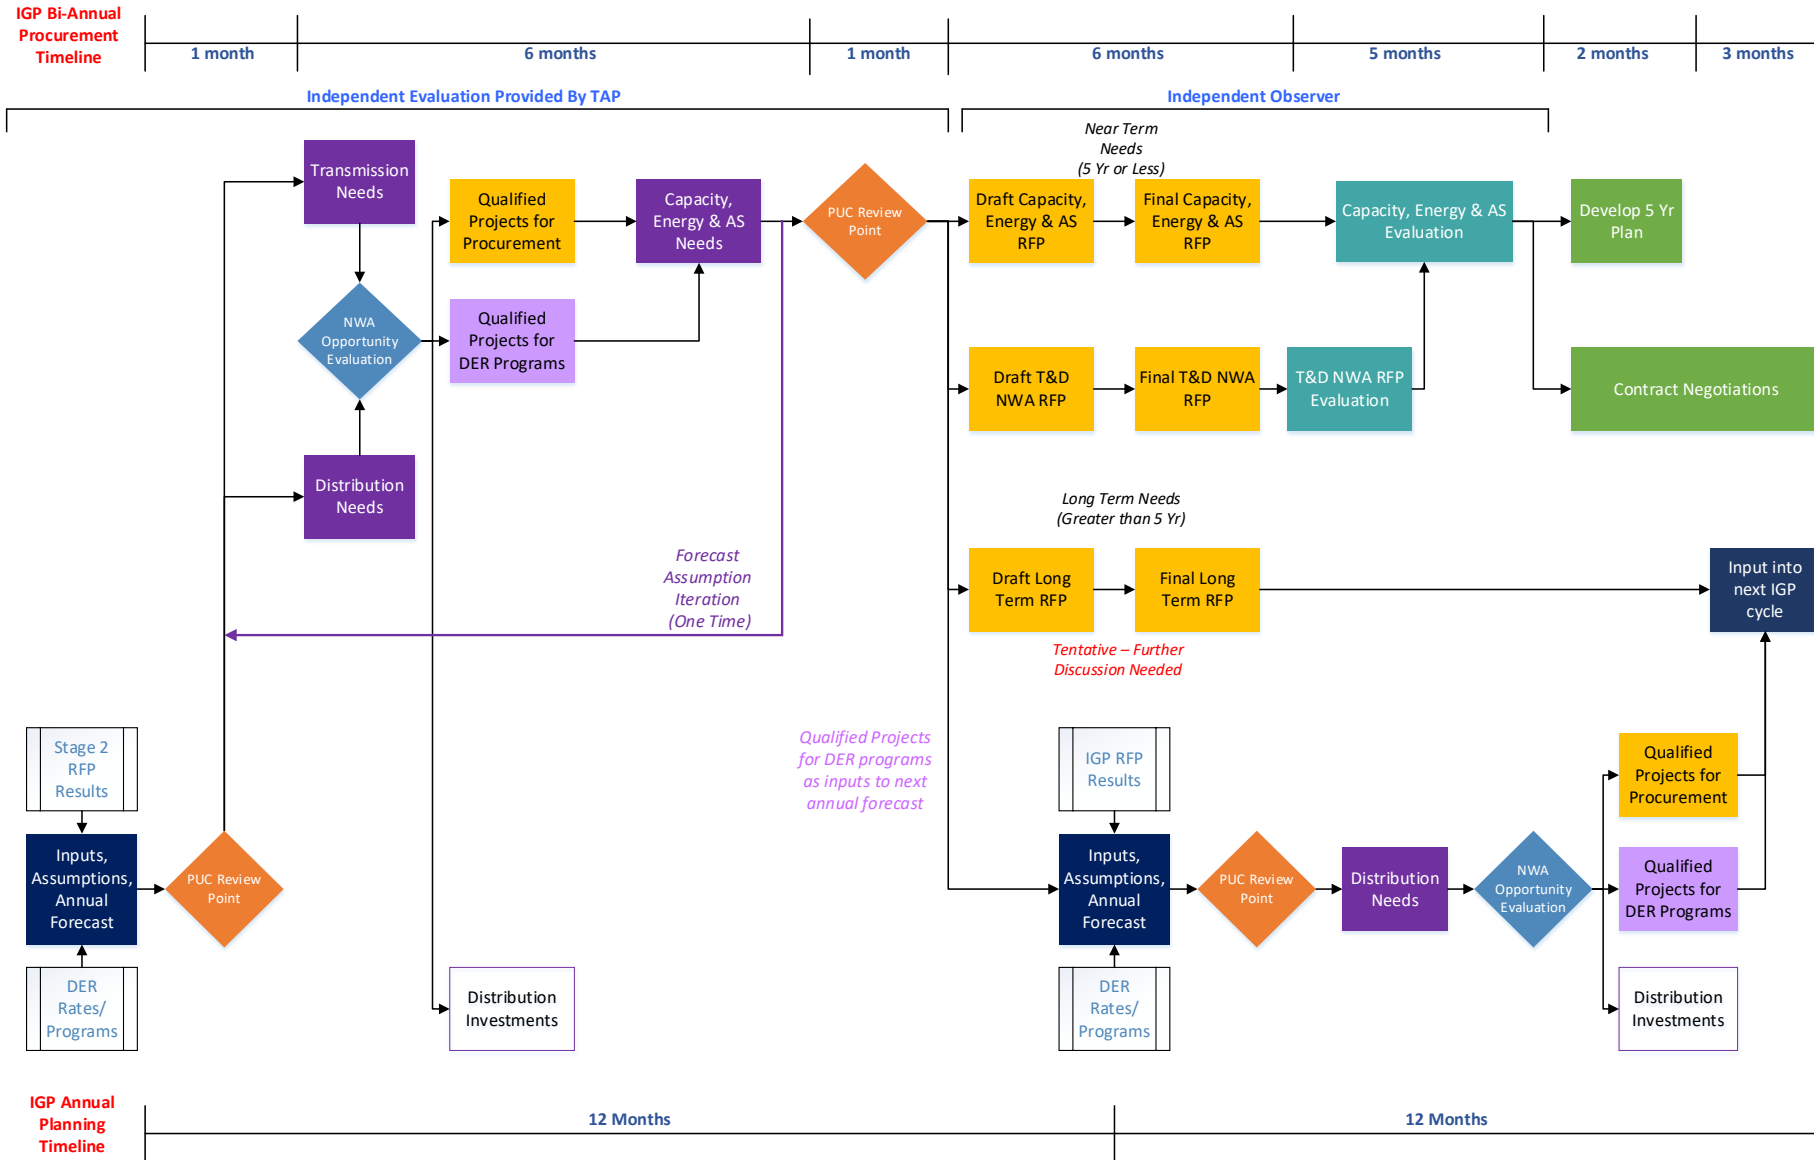 IGP Bi-Annual
Procurement
Timeline
1 month
6 months
1 month
6 months
5 months
2 months
3 months
Independent Evaluation Provided By TAP
Independent Observer
Near Term
Needs
(5 Yr or Less)
Transmission
Needs
Qualified
Projects for
Procurement
Capacity,
Energy & AS
Needs
PUC Review
Point
Draft Capacity,
Energy & AS
RFP
Final Capacity,
Energy & AS
RFP
Capacity, Energy & AS
Evaluation
Develop 5 Yr
Plan
NWA
Opportunity
Evaluation
Qualified
Projects for
DER Programs
Draft T&D
NWA RFP
Final T&D NWA
RFP
T&D NWA RFP
Evaluation
Contract Negotiations
Distribution
Needs
Long Term Needs
(Greater than 5 Yr)
Forecast
Assumption
Iteration
(One Time)
Draft Long
Term RFP
Final Long
Term RFP
Input into
next IGP
cycle
Tentative – Further
Discussion Needed
Stage 2
RFP
Results
Qualified Projects
for DER programs
as inputs to next
annual forecast
IGP RFP
Results
Qualified
Projects for
Procurement
Inputs,
Assumptions,
Annual
Forecast
PUC Review
Point
Inputs,
Assumptions,
Annual
Forecast
PUC Review
Point
Distribution
Needs
NWA
Opportunity
Evaluation
Qualified
Projects for
DER Programs
DER
Rates/
Programs
Distribution
Investments
DER
Rates/
Programs
Distribution
Investments
IGP Annual
Planning
Timeline
12 Months
12 Months